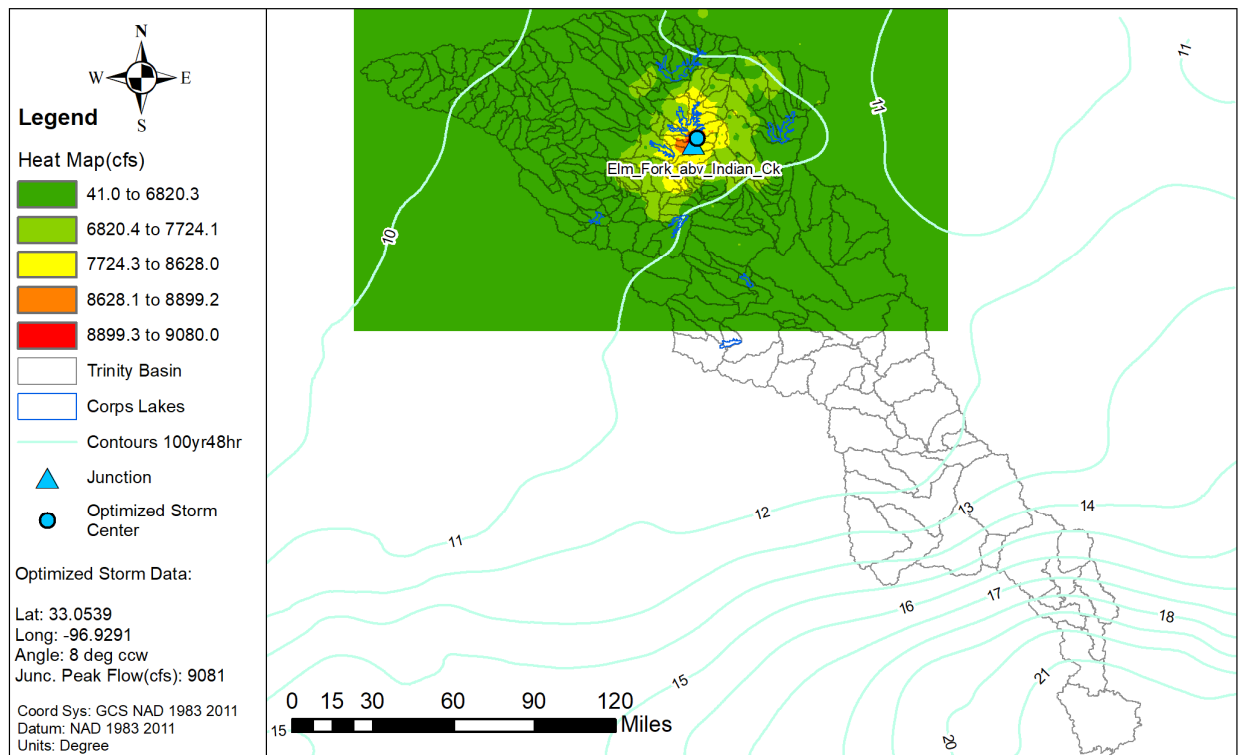 N
W
E
S
Legend
Heat Map(cfs)
41.0 to 6820.3
6820.4 to 7724.1
7724.3 to 8628.0
8628.1 to 8899.2
8899.3 to 9080.0
Trinity Basin
Corps Lakes
Contours 100yr48hr
Junction
Optimized Storm
Center
Optimized Storm Data:
Lat: 33.0539
Long: -96.9291
Angle: 8 deg ccw
Junc. Peak Flow(cfs): 9081
Coord Sys: GCS NAD 1983 2011
Datum: NAD 1983 2011
Units: Degree
11
11
Elm_Fork_abv_Indian_Ck
10
12
13
14
11
16
17
18
15
21
20
15
0 15 30 60 90 120
Miles